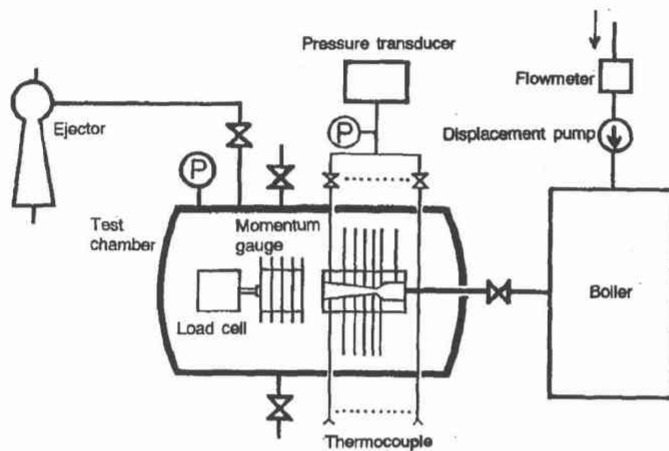 Pressure transducer
Flowmeter
P
Ejector
Displacement pump
P
Test
chamber
Momentum
gauge
Load cell
Boiler
Thermocouple